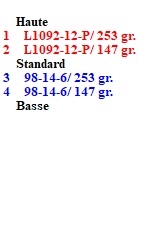 Haute
1 L1092-12-P/ 253 gr.
2 L1092-12-P/ 147 gr.
Standard
3 98-14-6/ 253 gr.
4 98-14-6/ 147 gr.
Basse